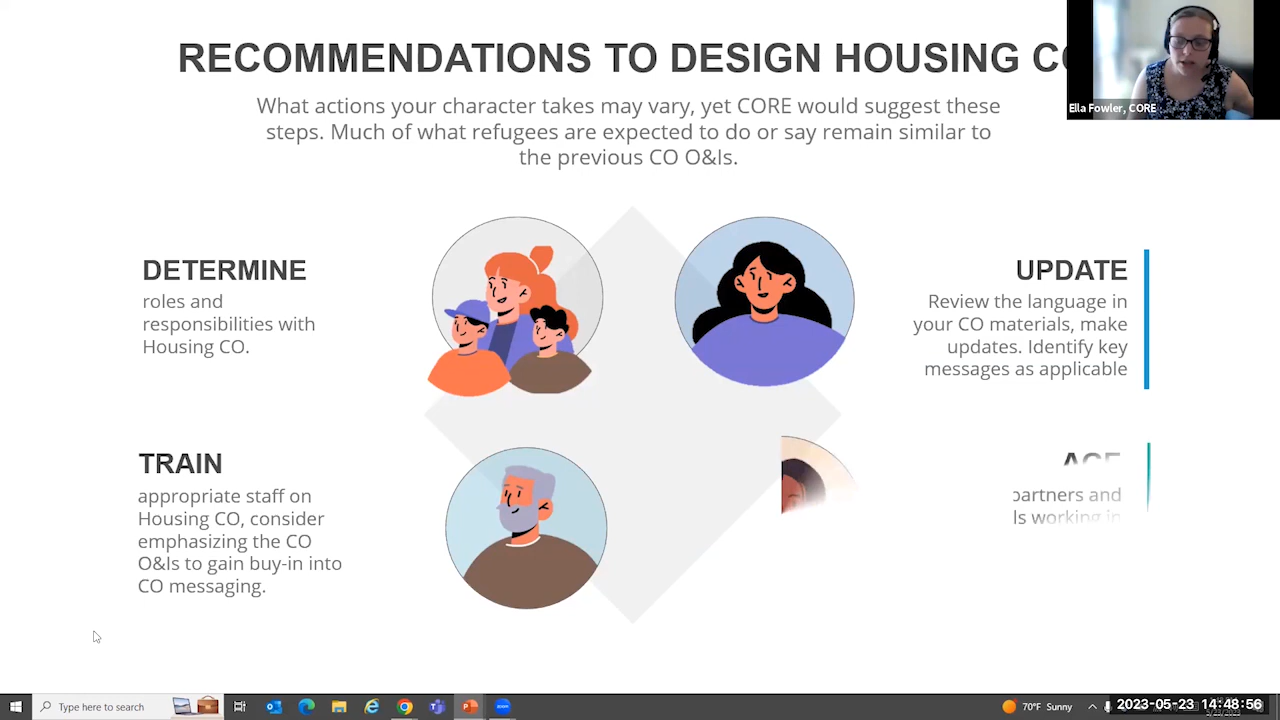 RECOMMENDATIONS TO DESIGN HOUSING
What actions your character takes may vary, yet CORE would suggest these
steps. Much of what refugees are expected to do or say remain similar to
the previous CO O&Is.
Ella Fowler, CORE
DETERMINE
roles and
responsibilities with
Housing CO.
UPDATE
Review the language in
your CO materials, make
updates. Identify key
messages as applicable
TRAIN
appropriate staff on
Housing CO, consider
emphasizing the CO
O&Is to gain buy-in into
CO messaging.
partners and
working in
Type here to search
70°F Sunny
2023-05-23 14:48:56